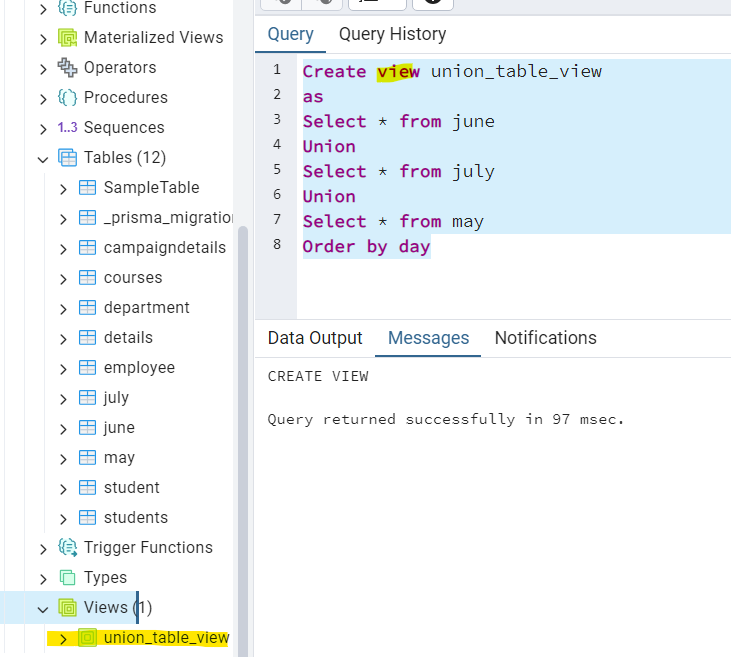 Functions
Materialized Views
Operators
Procedures
1..3 Sequences
Tables (12)
SampleTable
_prisma_migration
campaigndetails
courses
department
details
employee
july
june
may
student
students
Trigger Functions
Types
Views (1)
union_table_view
Query Query History
1 Create view union_table_view
2 as
3 Select * from june
4 Union
5 Select * from july
6 Union
7 Select * from may
8 Order by day
Data Output Messages Notifications
CREATE VIEW
Query returned successfully in 97 msec.